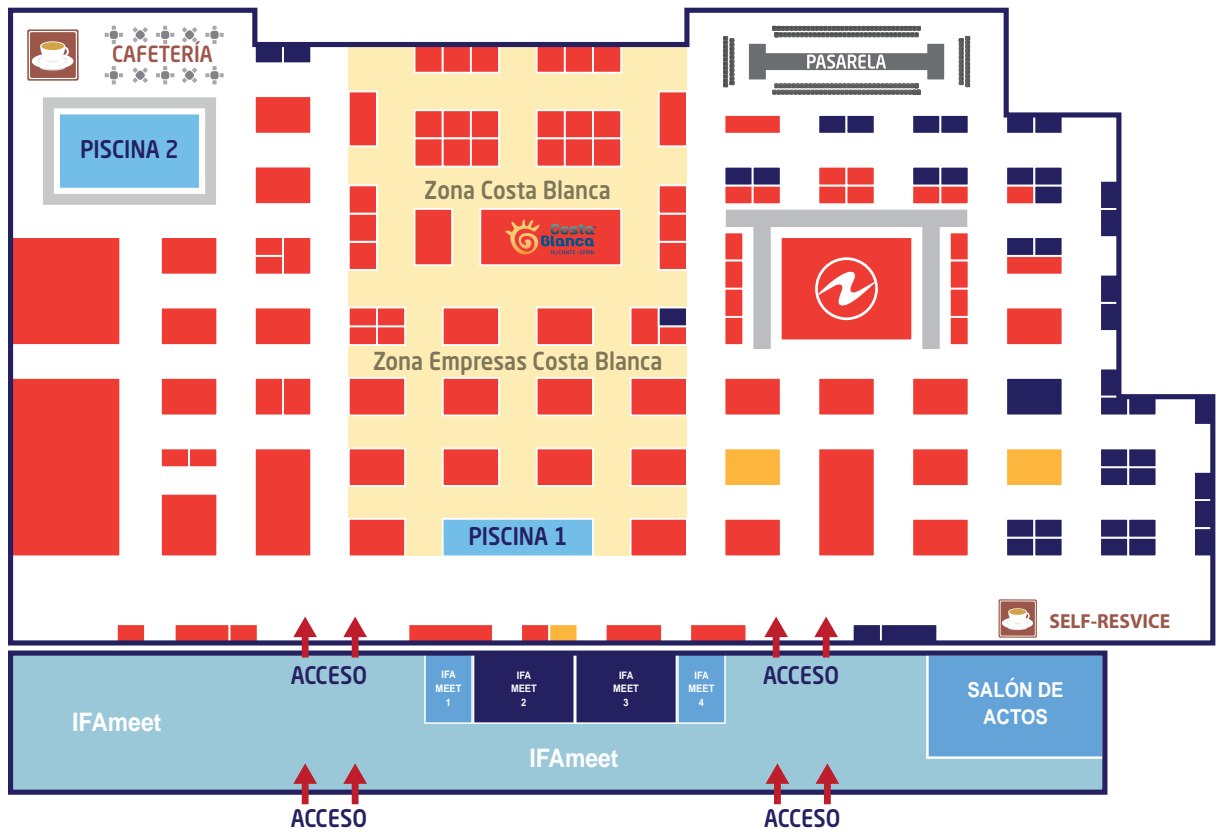 CAFETERÍA
PASARELA
PISCINA 2
Zona Costa Blanca
Costa
Blanca
ALICANTE - SPAIN
Zona Empresas Costa Blanca
PISCINA 1
SELF-RESVICE
ACCESO
ACCESO
IFA
MEET
1
IFA
MEET
2
IFA
MEET
3
IFA
MEET
4
SALÓN DE
ACTOS
IFAmeet
IFAmeet
ACCESO
ACCESO